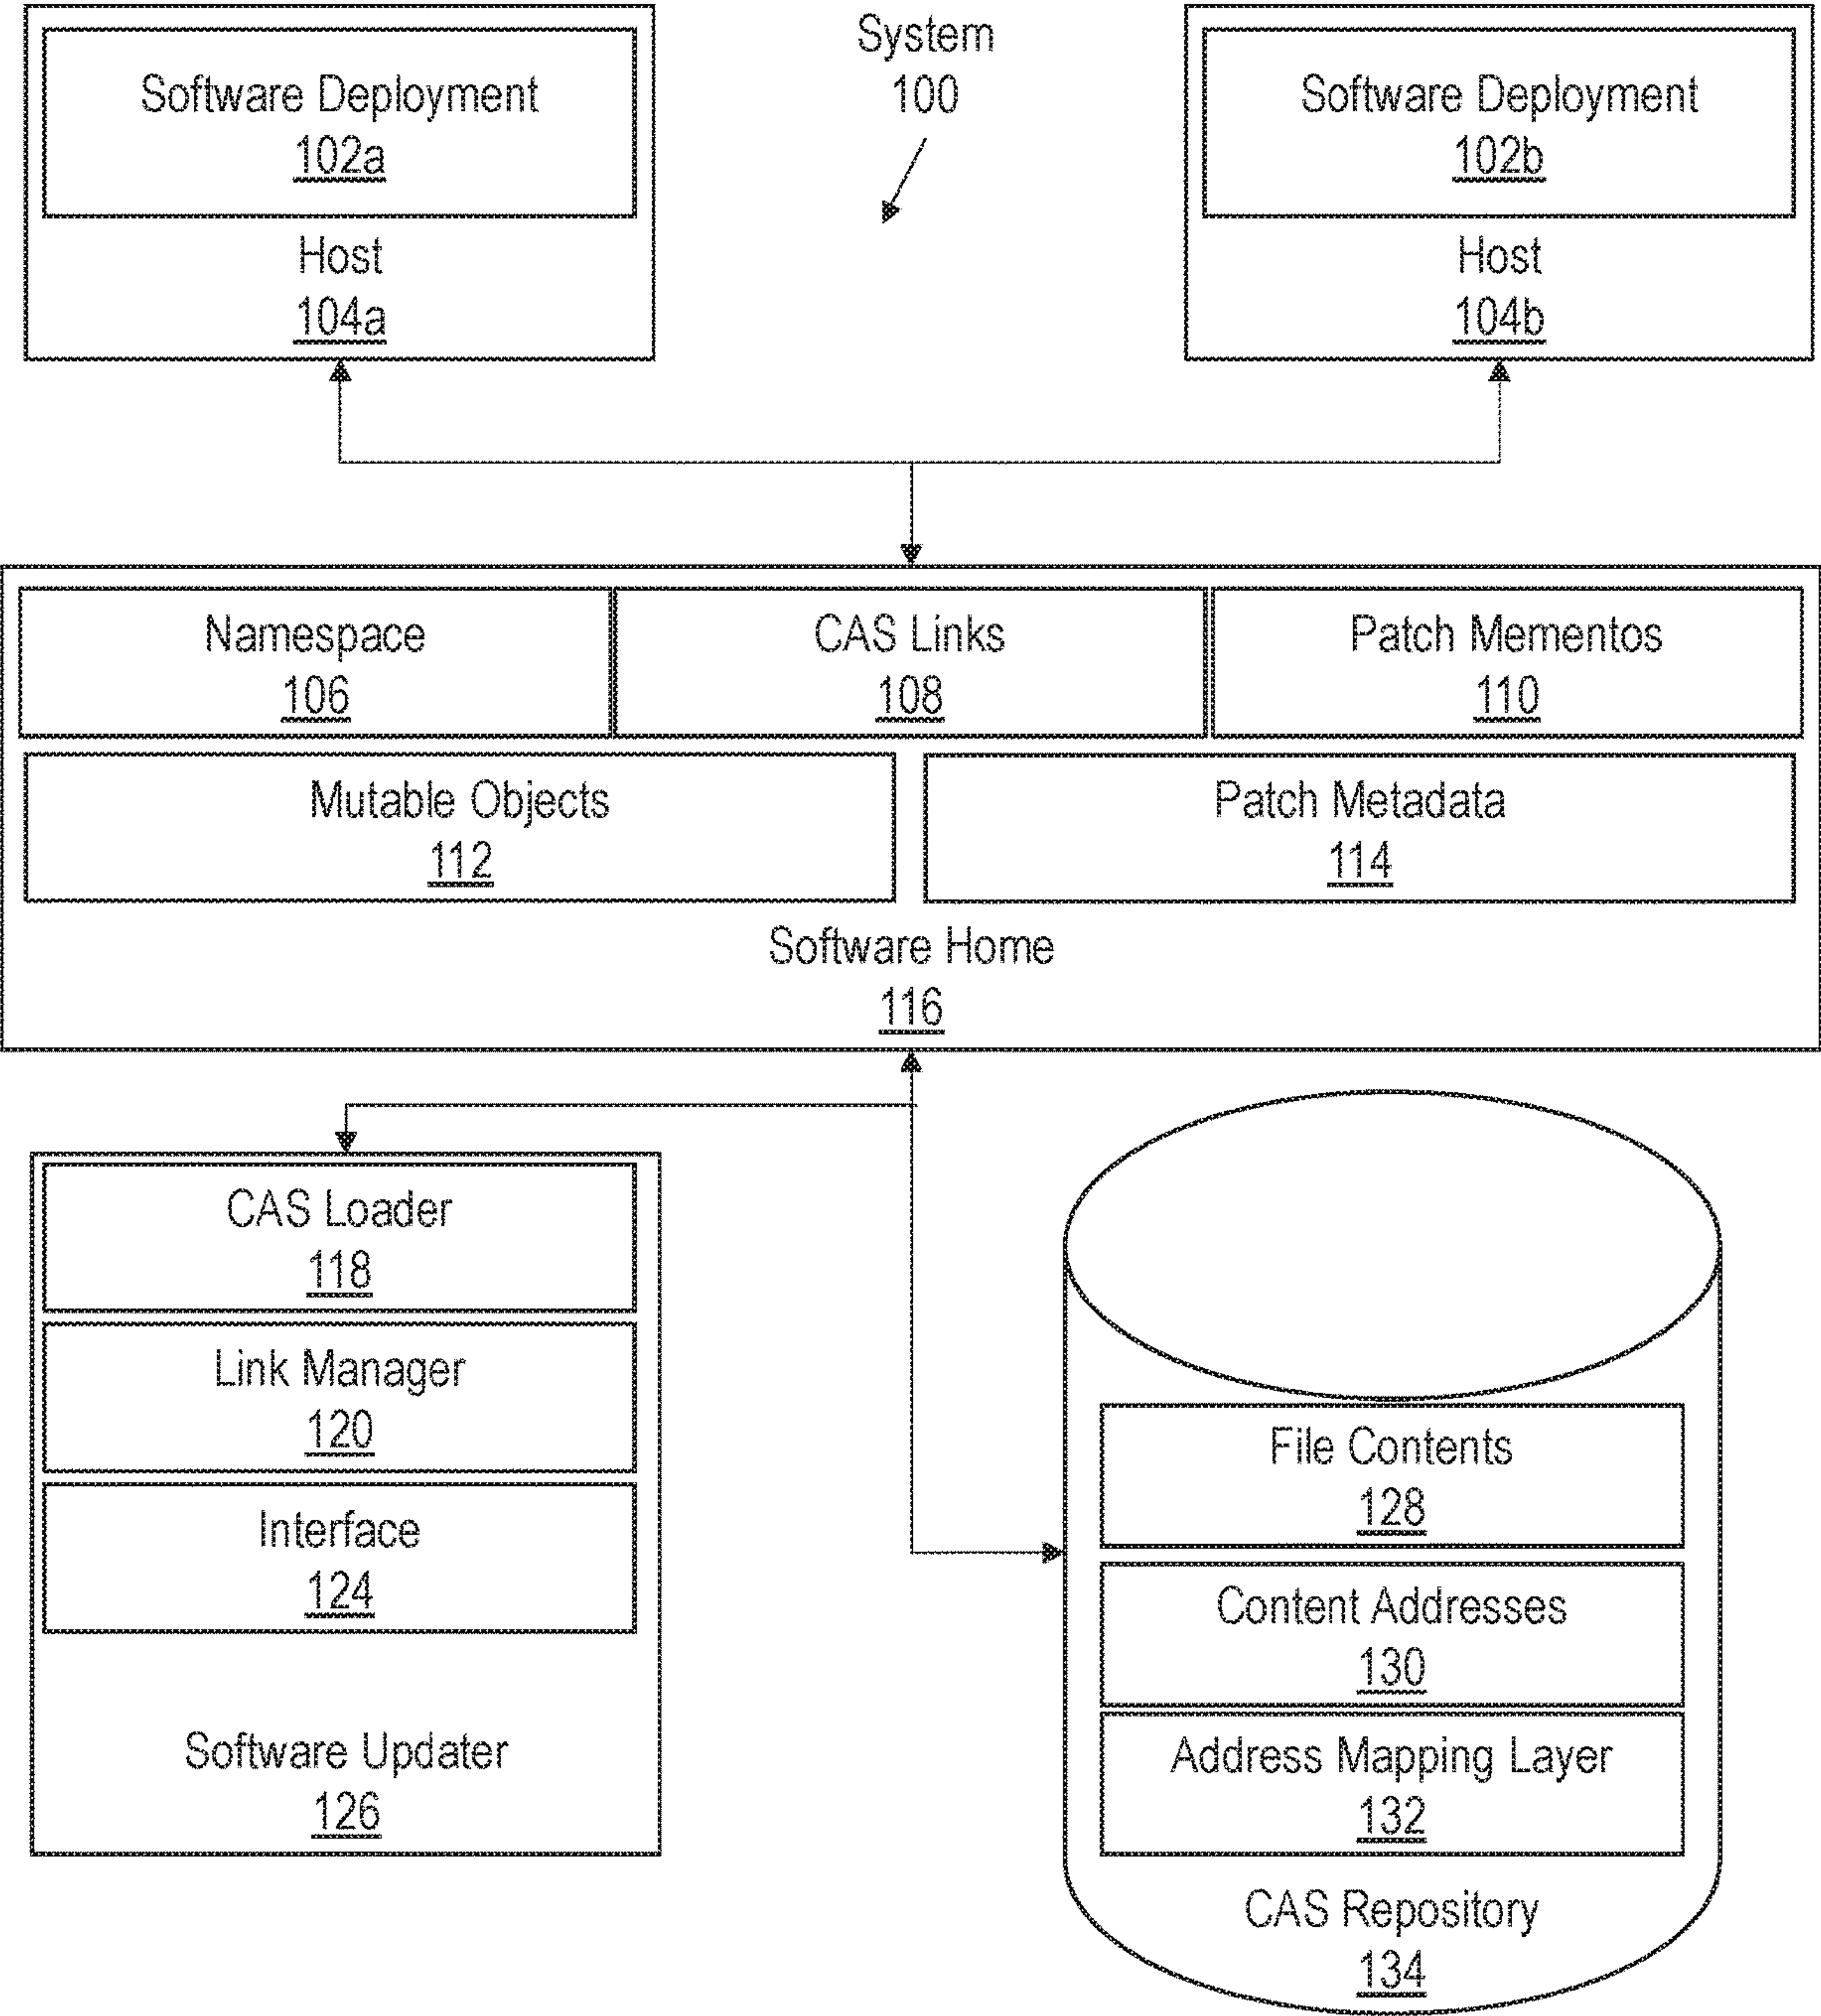 Software Deployment
102a
Host
104a
System
100
Software Deployment
102b
Host
104b
Namespace
106
CAS Links
108
Patch Mementos
110
Mutable Objects
112
Patch Metadata
114
Software Home
116
CAS Loader
118
Link Manager
120
Interface
124
Software Updater
126
File Contents
128
Content Addresses
130
Address Mapping Layer
132
CAS Repository
134